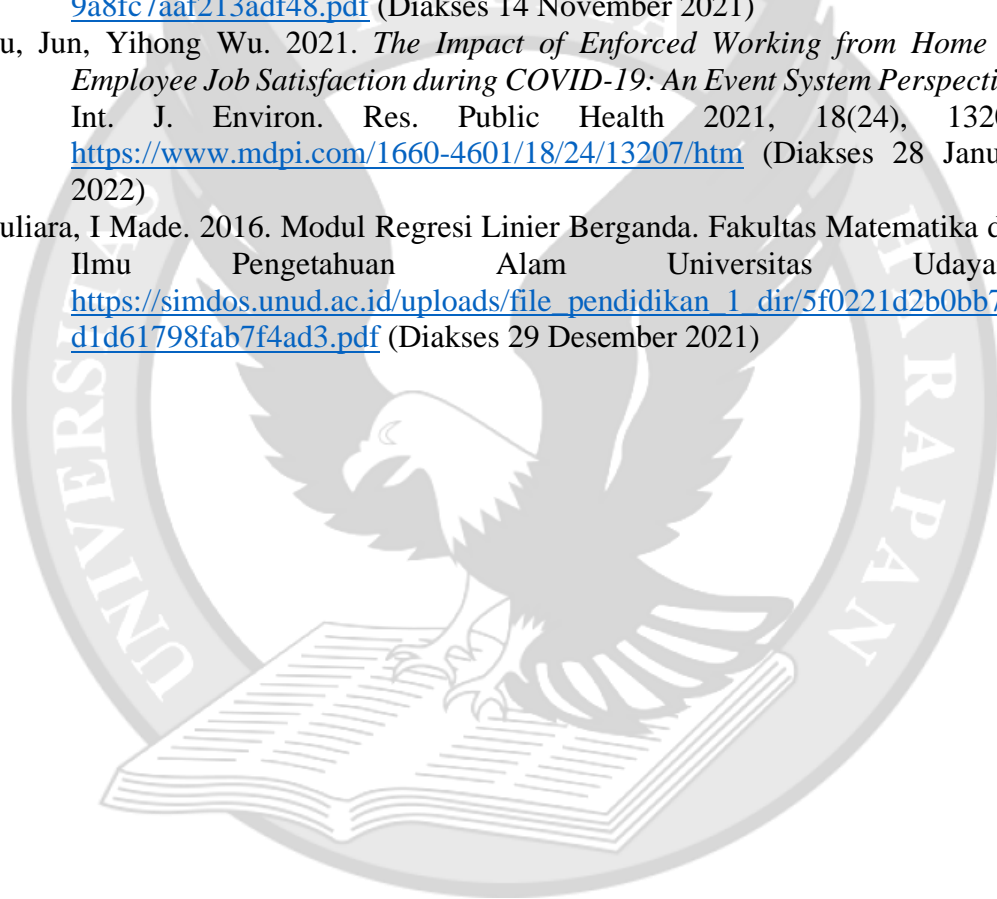 9a8fc7aaf213adf48.pdf (Diakses 14 November 2021)
u, Jun, Yihong Wu. 2021. The Impact of Enforced Working from Home
Employee Job Satisfaction during COVID-19: An Event System Perspecti
Int. J. Environ. Res. Public Health 2021, 18(24), 1320
https://www.mdpi.com/1660-4601/18/24/13207/htm (Diakses 28 Janu
2022)
uliara, I Made. 2016. Modul Regresi Linier Berganda. Fakultas Matematika d
Ilmu Pengetahuan Alam Universitas Udaya
https://simdos.unud.ac.id/uploads/file_pendidikan_1_dir/5f0221d2b0bb7
d1d61798fab7f4ad3.pdf (Diakses 29 Desember 2021)
UNIVERSITAS
HARAPAN